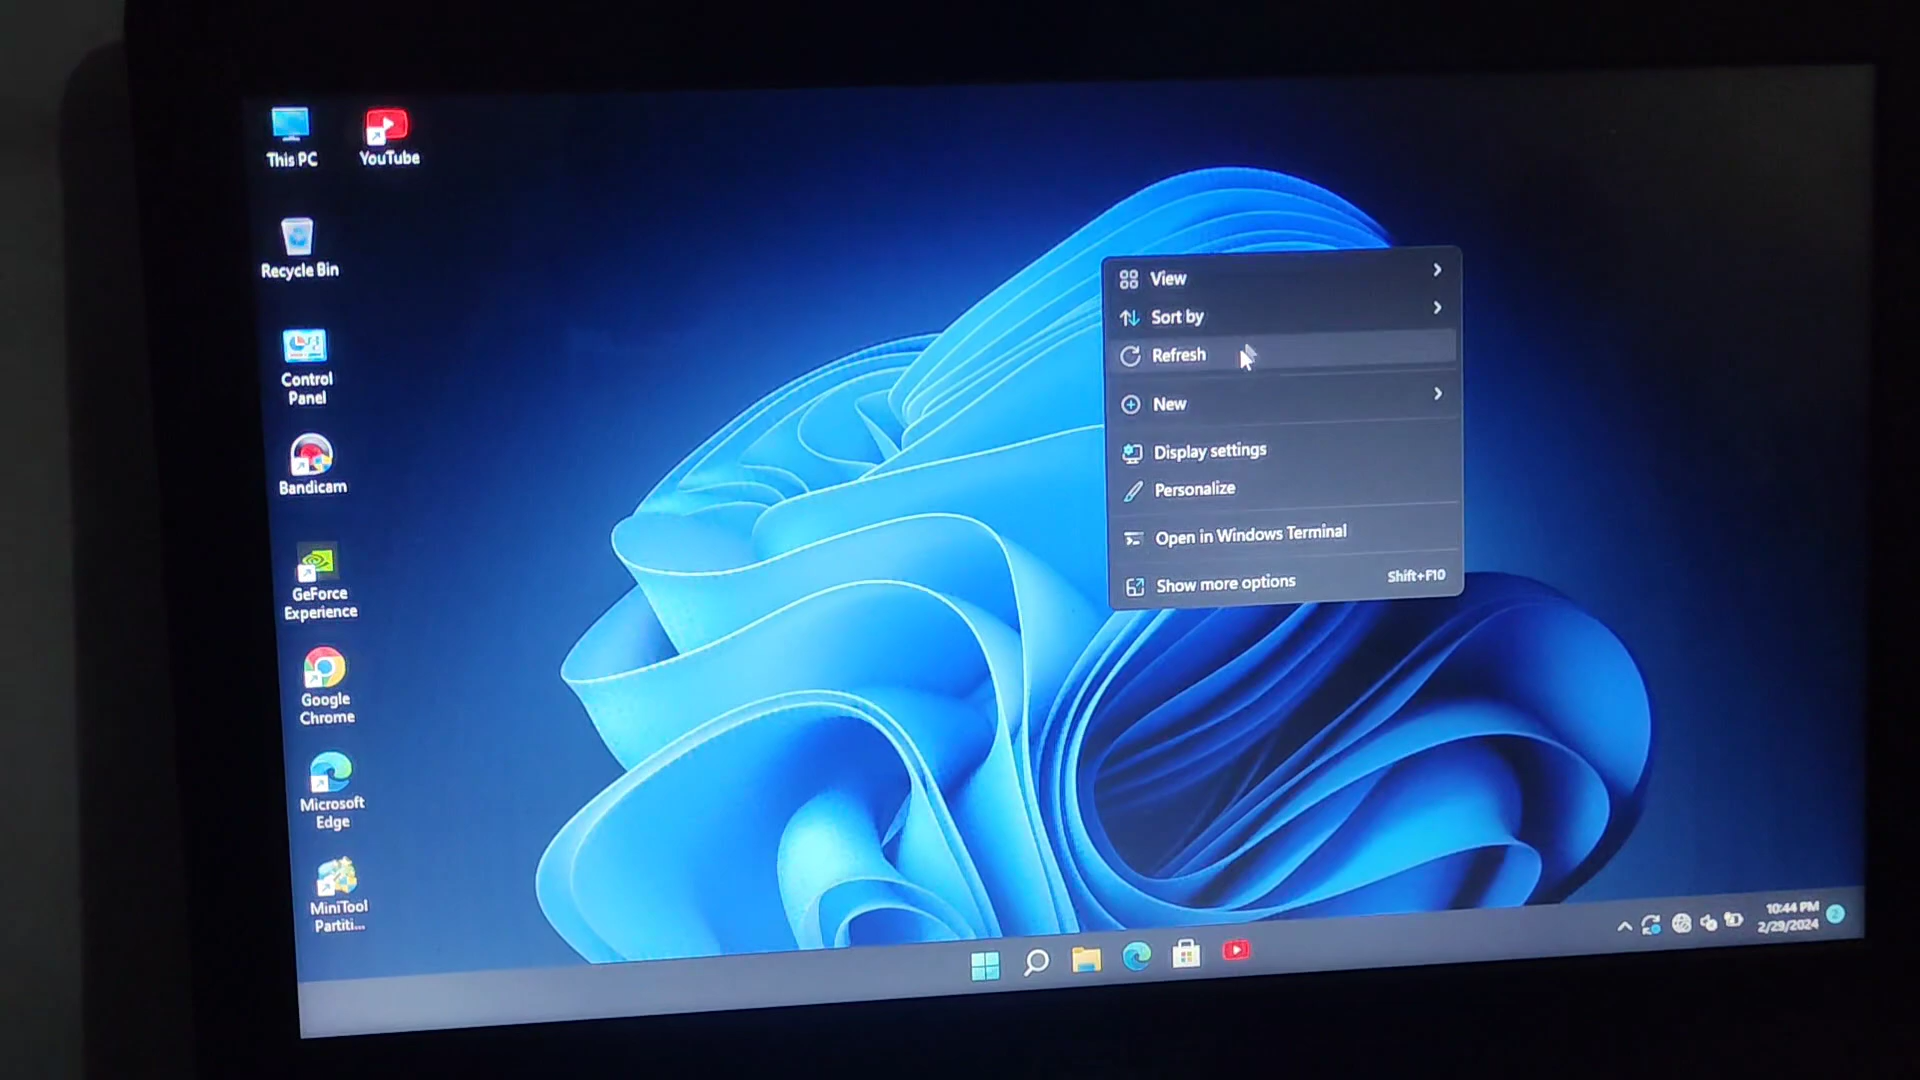 This PC
YouTube
Recycle Bin
Control
Panel
Bandicam
GeForce
Experience
Google
Chrome
Microsoft
Edge
MiniTool
Partiti...
View
Sort by
Refresh
New
Display settings
Personalize
Open in Windows Terminal
Show more options Shift+F10
10:44 PM
2/29/2024
2